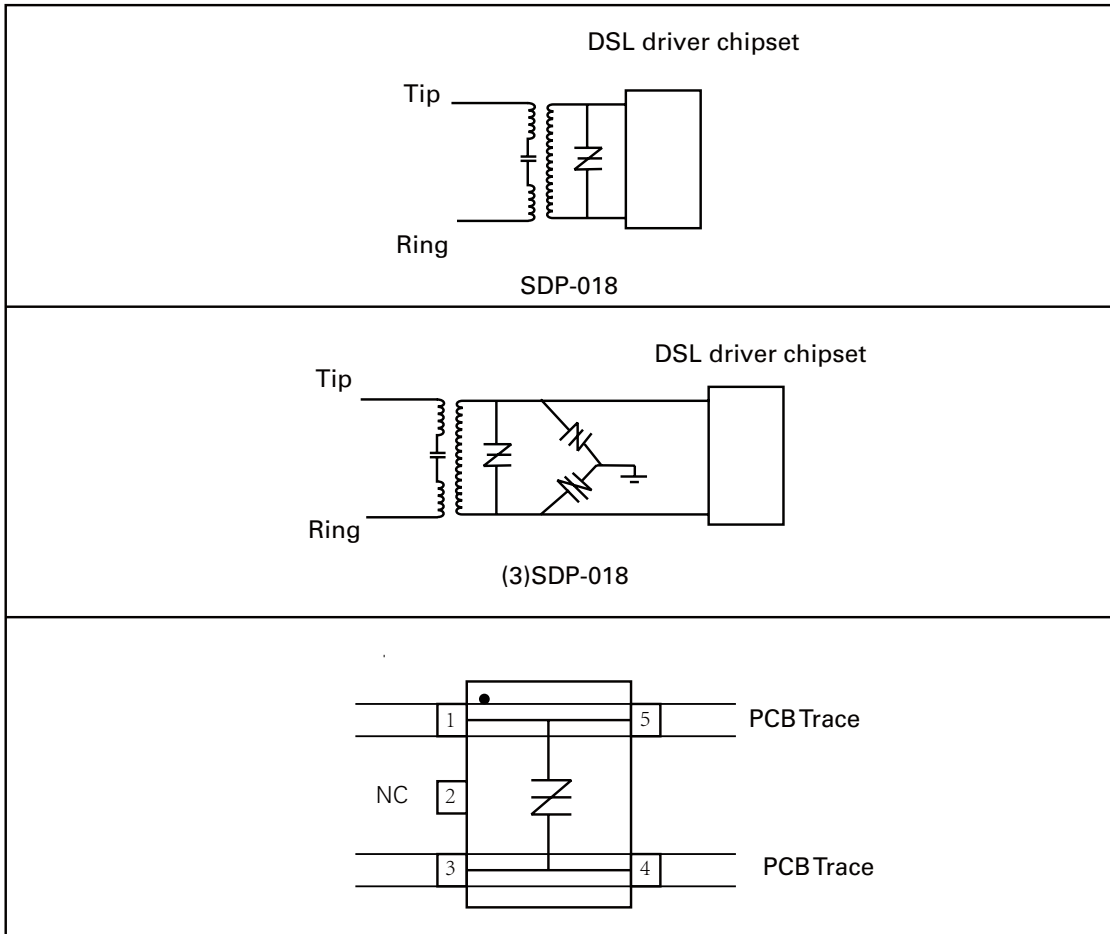 DSL driver chipset
Tip
Ring
SDP-018
DSL driver chipset
Tip
Ring
(3)SDP-018
1
5
PCB Trace
NC
2
3
4
PCB Trace